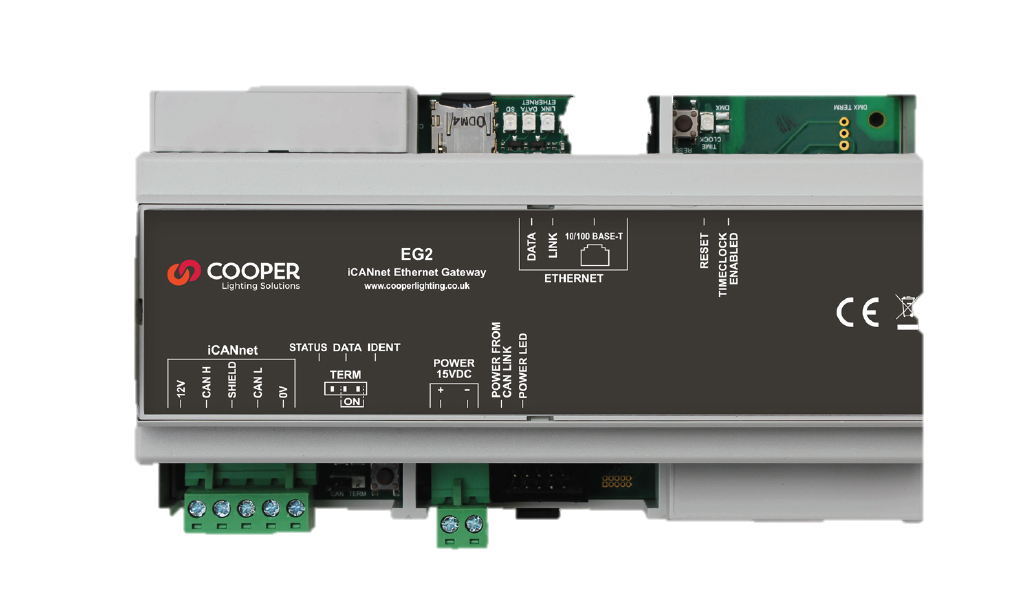 DDM4
SD
DATA
LINK
ETHERNET
RESE
TIME
CLOCK
DMX
DMX TERM
DATA
LINK
10/100 BASE-T
ETHERNET
RESET
TIMECLOCK
ENABLED
EG2
iCANnet Ethernet Gateway
www.cooperlighting.co.uk
COOPER
Lighting Solutions
CE
iCANnet
12V
CAN H
SHIELD
CAN L
0V
STATUS DATA IDENT
TERM
ON
POWER
15VDC
+ −
POWER FROM
CAN LINK
POWER LED
CAN TERM